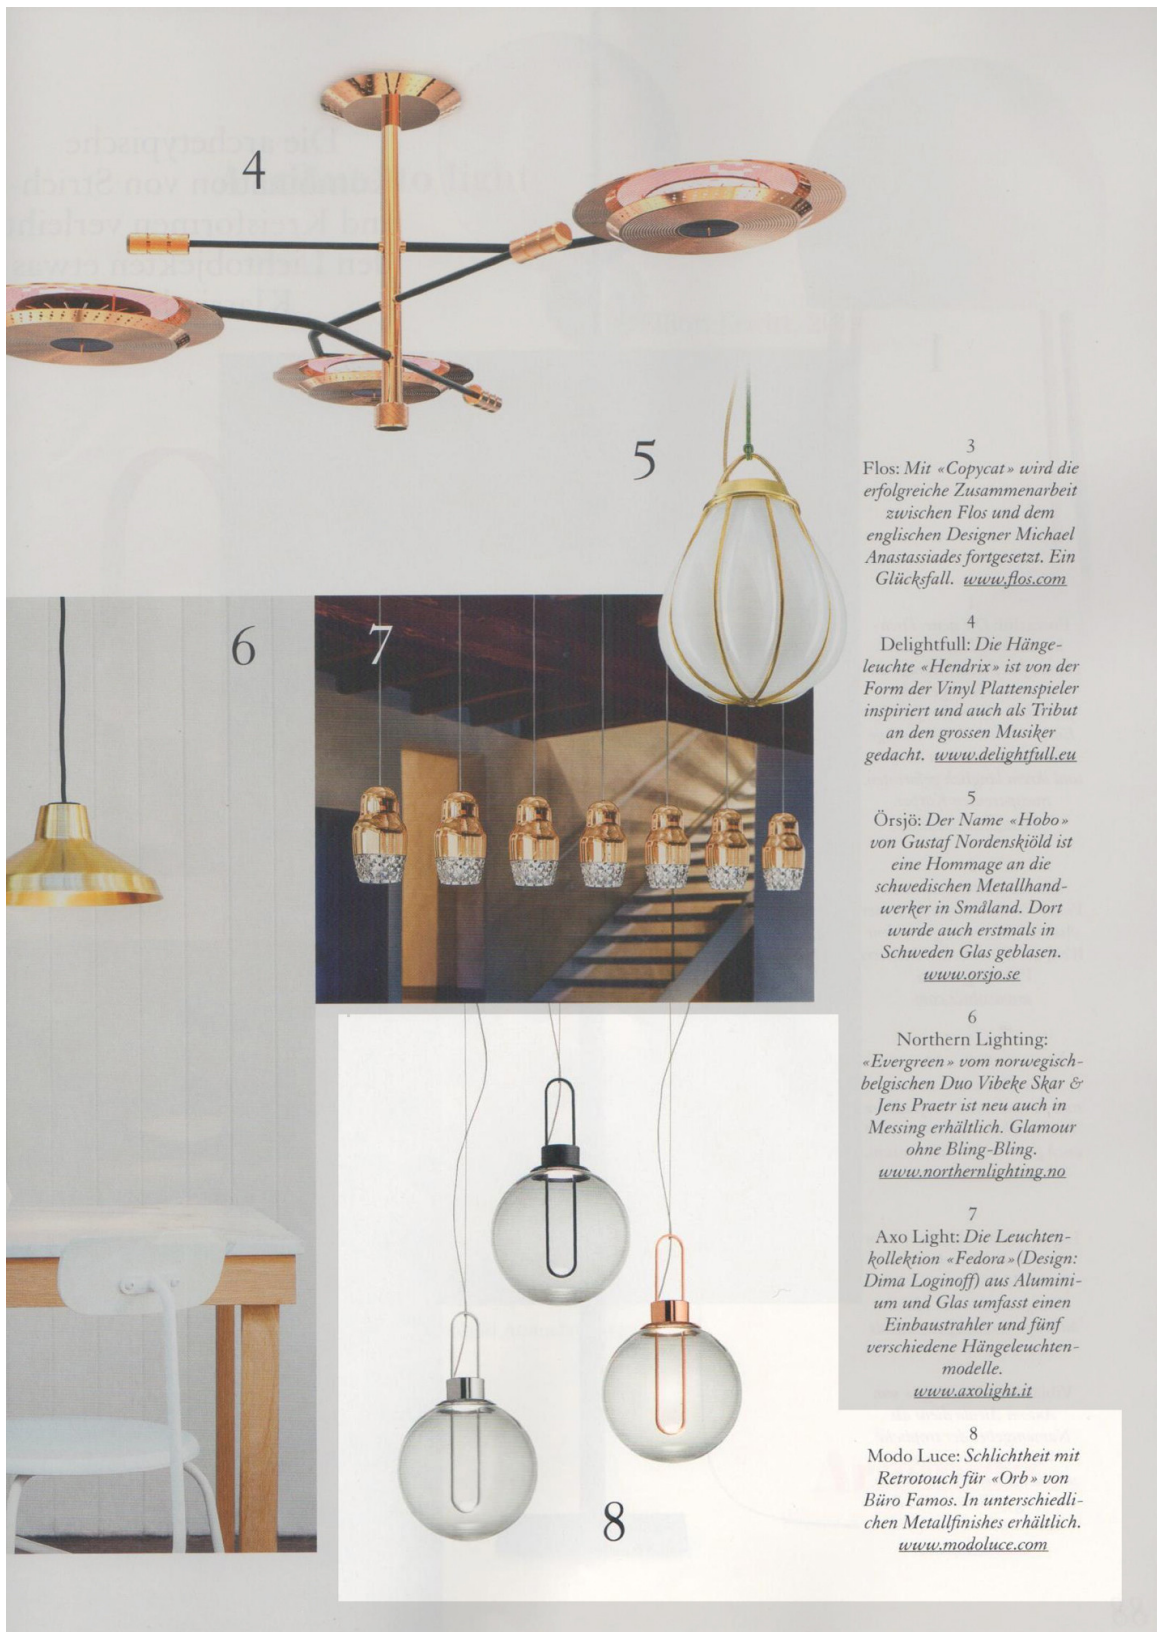 4
5
6
7
8
3
Flos: Mit «Copycat» wird die
erfolgreiche Zusammenarbeit
zwischen Flos und dem
englischen Designer Michael
Anastassiades fortgesetzt. Ein
Glücksfall. www.flos.com
4
Delightfull: Die Hänge-
leuchte «Hendrix» ist von der
Form der Vinyl Plattenspieler
inspiriert und auch als Tribut
an den grossen Musiker
gedacht. www.delightfull.eu
5
Örsjö: Der Name «Hobo»
von Gustaf Nordenskiöld ist
eine Hommage an die
schwedischen Metallhand-
werker in Småland. Dort
wurde auch erstmals in
Schweden Glas geblasen.
www.orsjo.se
6
Northern Lighting:
«Evergreen» vom norwegisch-
belgischen Duo Vibeke Skar &
Jens Praetr ist neu auch in
Messing erhältlich. Glamour
ohne Bling-Bling.
www.northernlighting.no
7
Axo Light: Die Leuchten-
kollektion «Fedora» (Design:
Dima Loginoff) aus Alumini-
um und Glas umfasst einen
Einbaustrahler und fünf
verschiedene Hängeleuchten-
modelle.
www.axolight.it
8
Modo Luce: Schlichtheit mit
Retrotouch für «Orb» von
Büro Famos. In unterschiedli-
chen Metallfinishes erhältlich.
www.modoluce.com